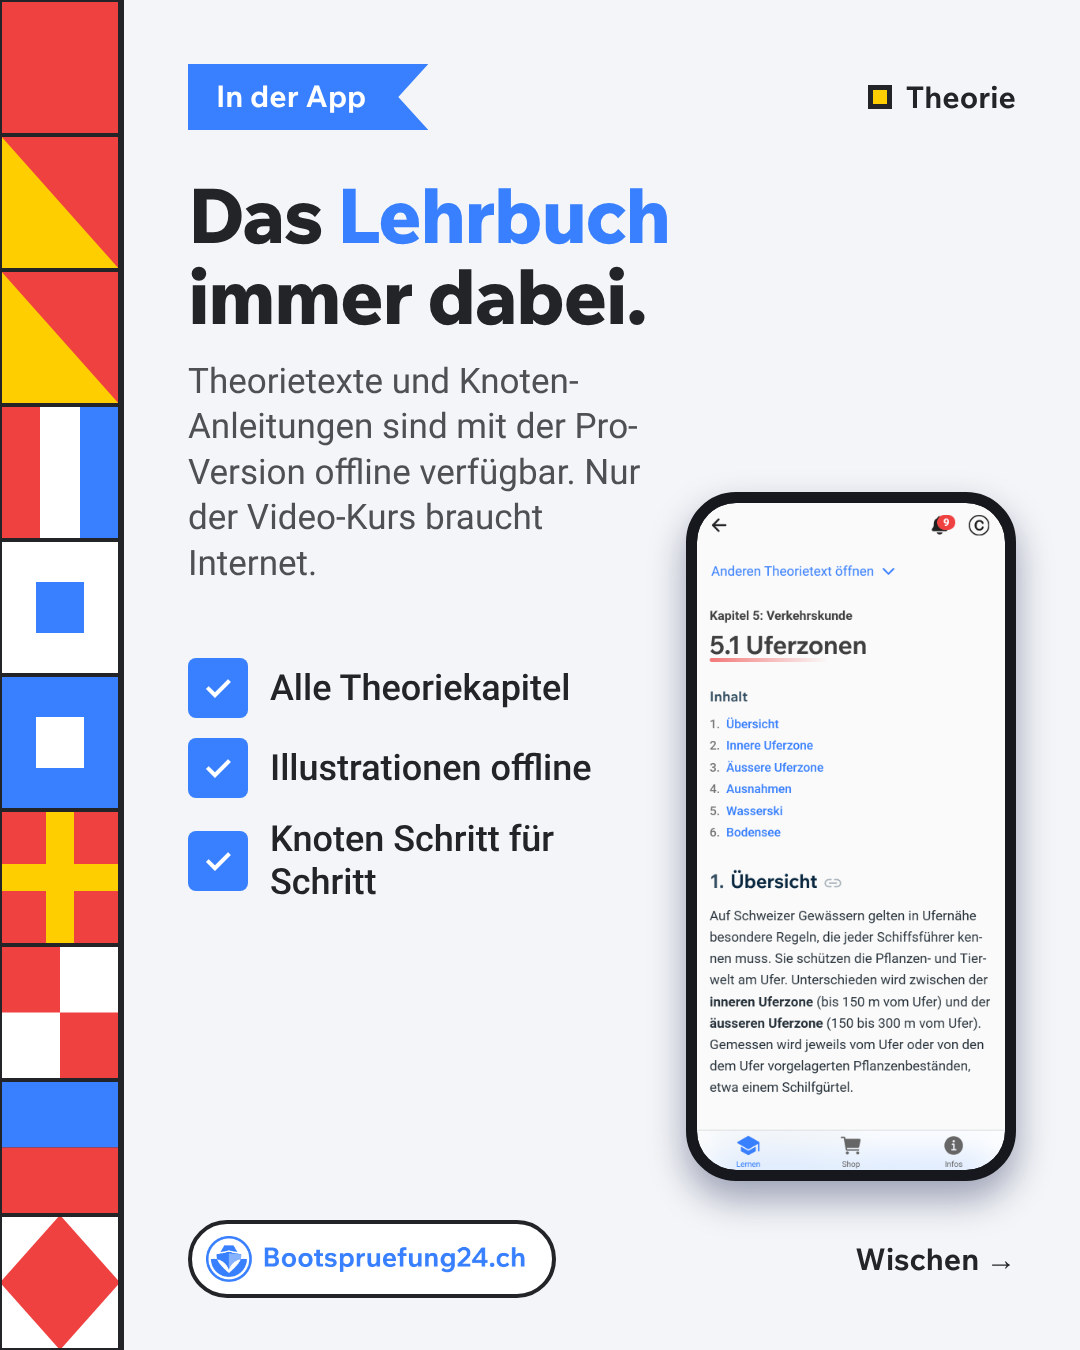 In der App
Theorie
Das Lehrbuch
immer dabei.
Theorietexte und Knoten-
Anleitungen sind mit der Pro-
Version offline verfügbar. Nur
der Video-Kurs braucht
Internet.
Alle Theoriekapitel
Illustrationen offline
Knoten Schritt für
Schritt
9
C
Anderen Theorietext öffnen
Kapitel 5: Verkehrskunde
5.1 Uferzonen
Inhalt
1. Übersicht
2. Innere Uferzone
3. Äussere Uferzone
4. Ausnahmen
5. Wasserski
6. Bodensee
1. Übersicht
Auf Schweizer Gewässern gelten in Ufernähe
besondere Regeln, die jeder Schiffsführer ken-
nen muss. Sie schützen die Pflanzen- und Tier-
welt am Ufer. Unterschieden wird zwischen der
inneren Uferzone (bis 150 m vom Ufer) und der
äusseren Uferzone (150 bis 300 m vom Ufer).
Gemessen wird jeweils vom Ufer oder von den
dem Ufer vorgelagerten Pflanzenbeständen,
etwa einem Schilfgürtel.
Lernen
Shop
Infos
Bootspruefung24.ch
Wischen →